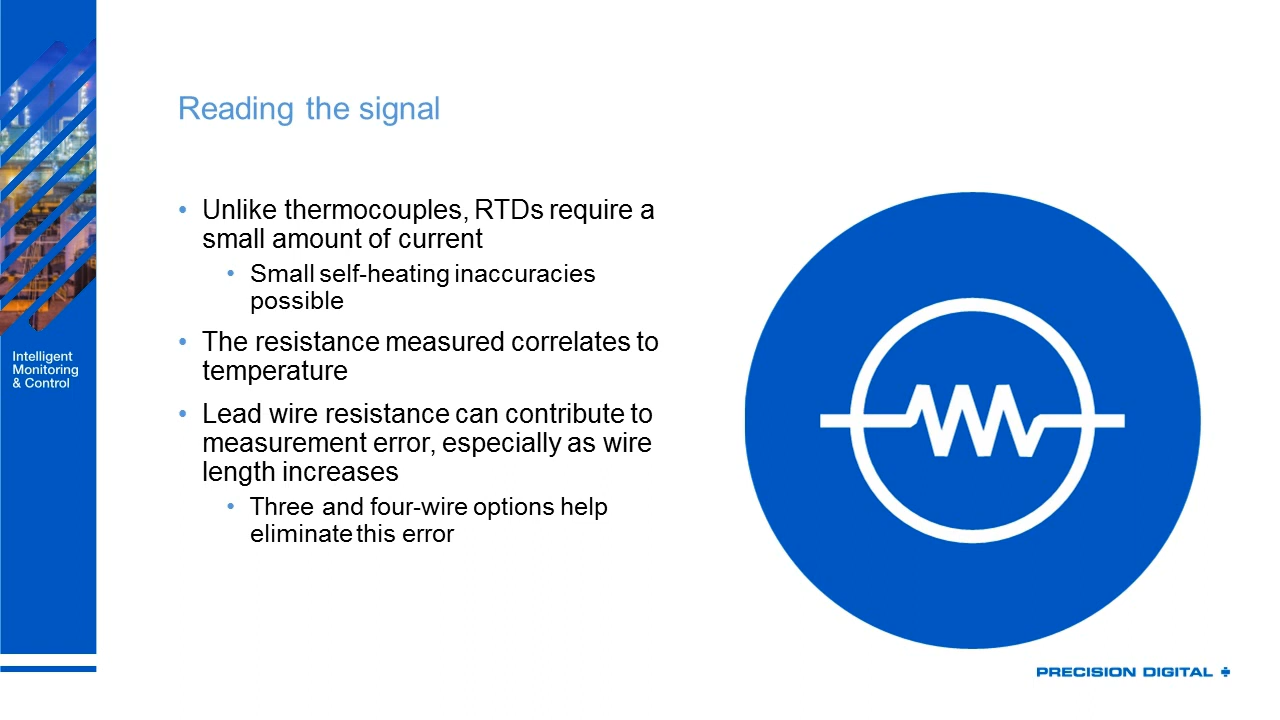 Reading the signal
• Unlike thermocouples, RTDs require a
small amount of current
• Small self-heating inaccuracies
possible
• The resistance measured correlates to
temperature
• Lead wire resistance can contribute to
measurement error, especially as wire
length increases
• Three and four-wire options help
eliminate this error
Intelligent
Monitoring
& Control
PRECISION DIGITAL